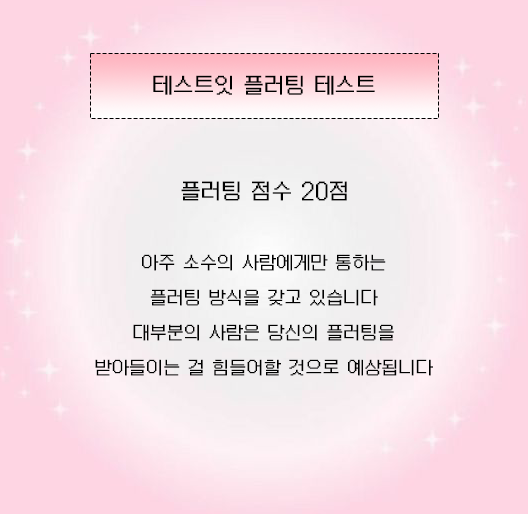 테스트잇 플러팅 테스트
플러팅 점수 20점
아주 소수의 사람에게만 통하는
플러팅 방식을 갖고 있습니다
대부분의 사람은 당신의 플러팅을
받아들이는 걸 힘들어할 것으로 예상됩니다